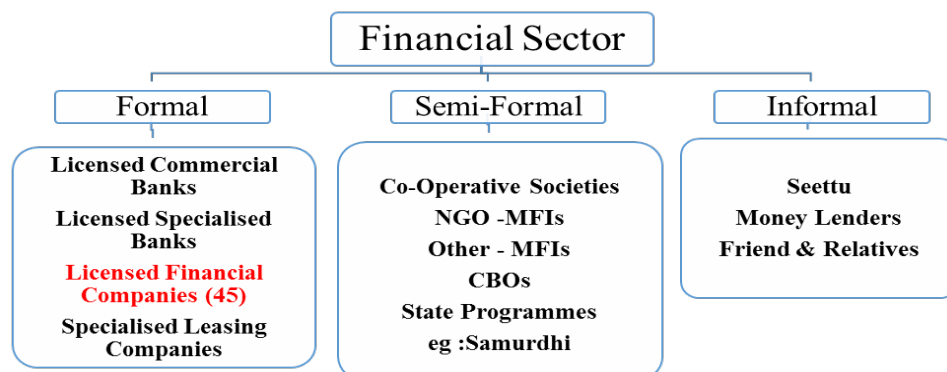 Financial Sector
Formal
Semi-Formal
Informal
Licensed Commercial
Banks
Licensed Specialised
Banks
Licensed Financial
Companies (45)
Specialised Leasing
Companies
Co-Operative Societies
NGO -MFIs
Other - MFIs
CBOs
State Programmes
eg :Samurdhi
Seettu
Money Lenders
Friend & Relatives